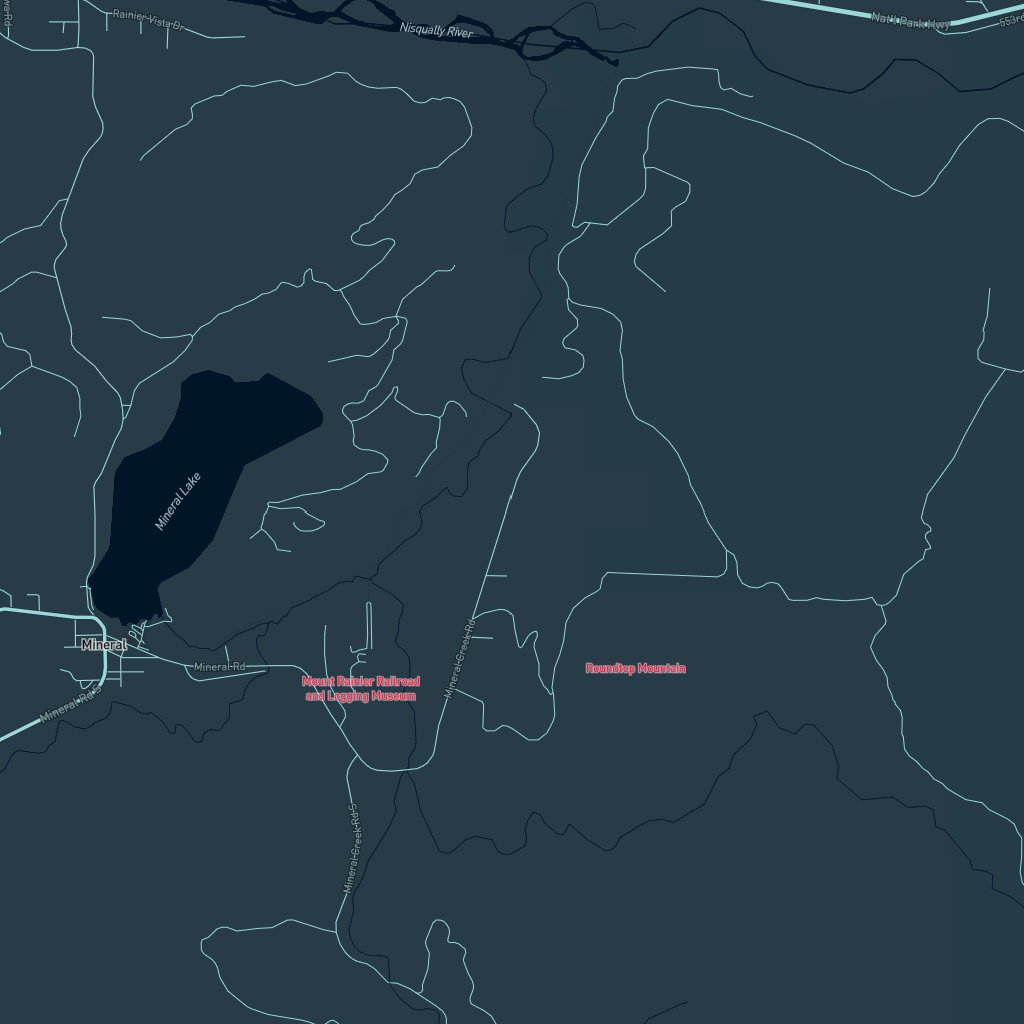 Rainier Vista Dr
Nisqually River
Nat'l Park Hwy
553rd
Mineral Lake
Mineral
Mineral Rd
Mineral Creek Rd
Roundtop Mountain
Mount Rainier Railroad
and Logging Museum
Mineral Rd S
Mineral Creek Rd S